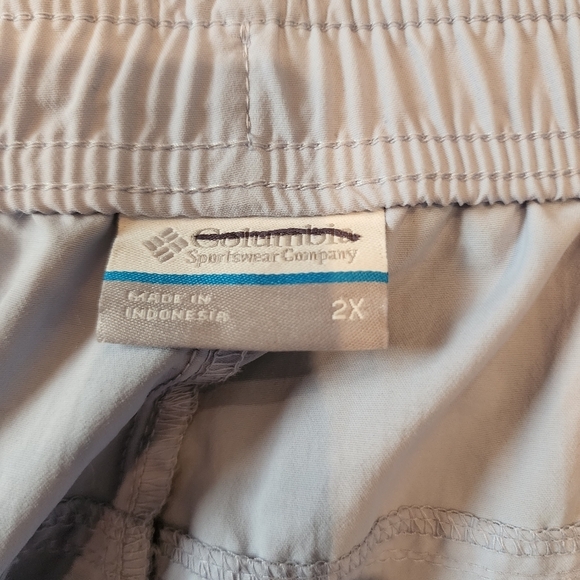 Columbia
Sportswear Company
MADE IN
INDONESIA
2X